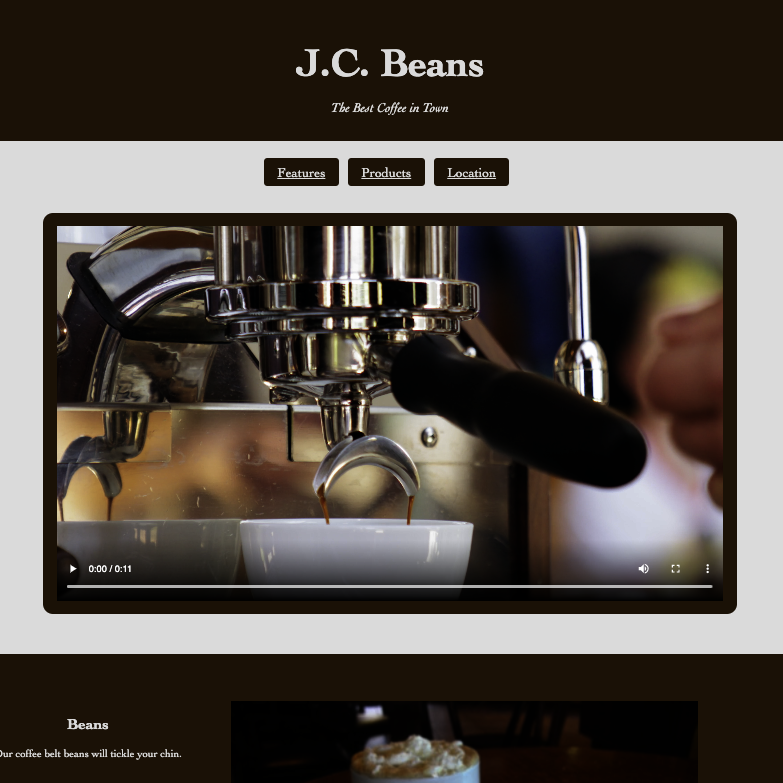 J.C. Beans
The Best Coffee in Town
Features Products Location
0:00 / 0:11
Beans
Our coffee belt beans will tickle your chin.